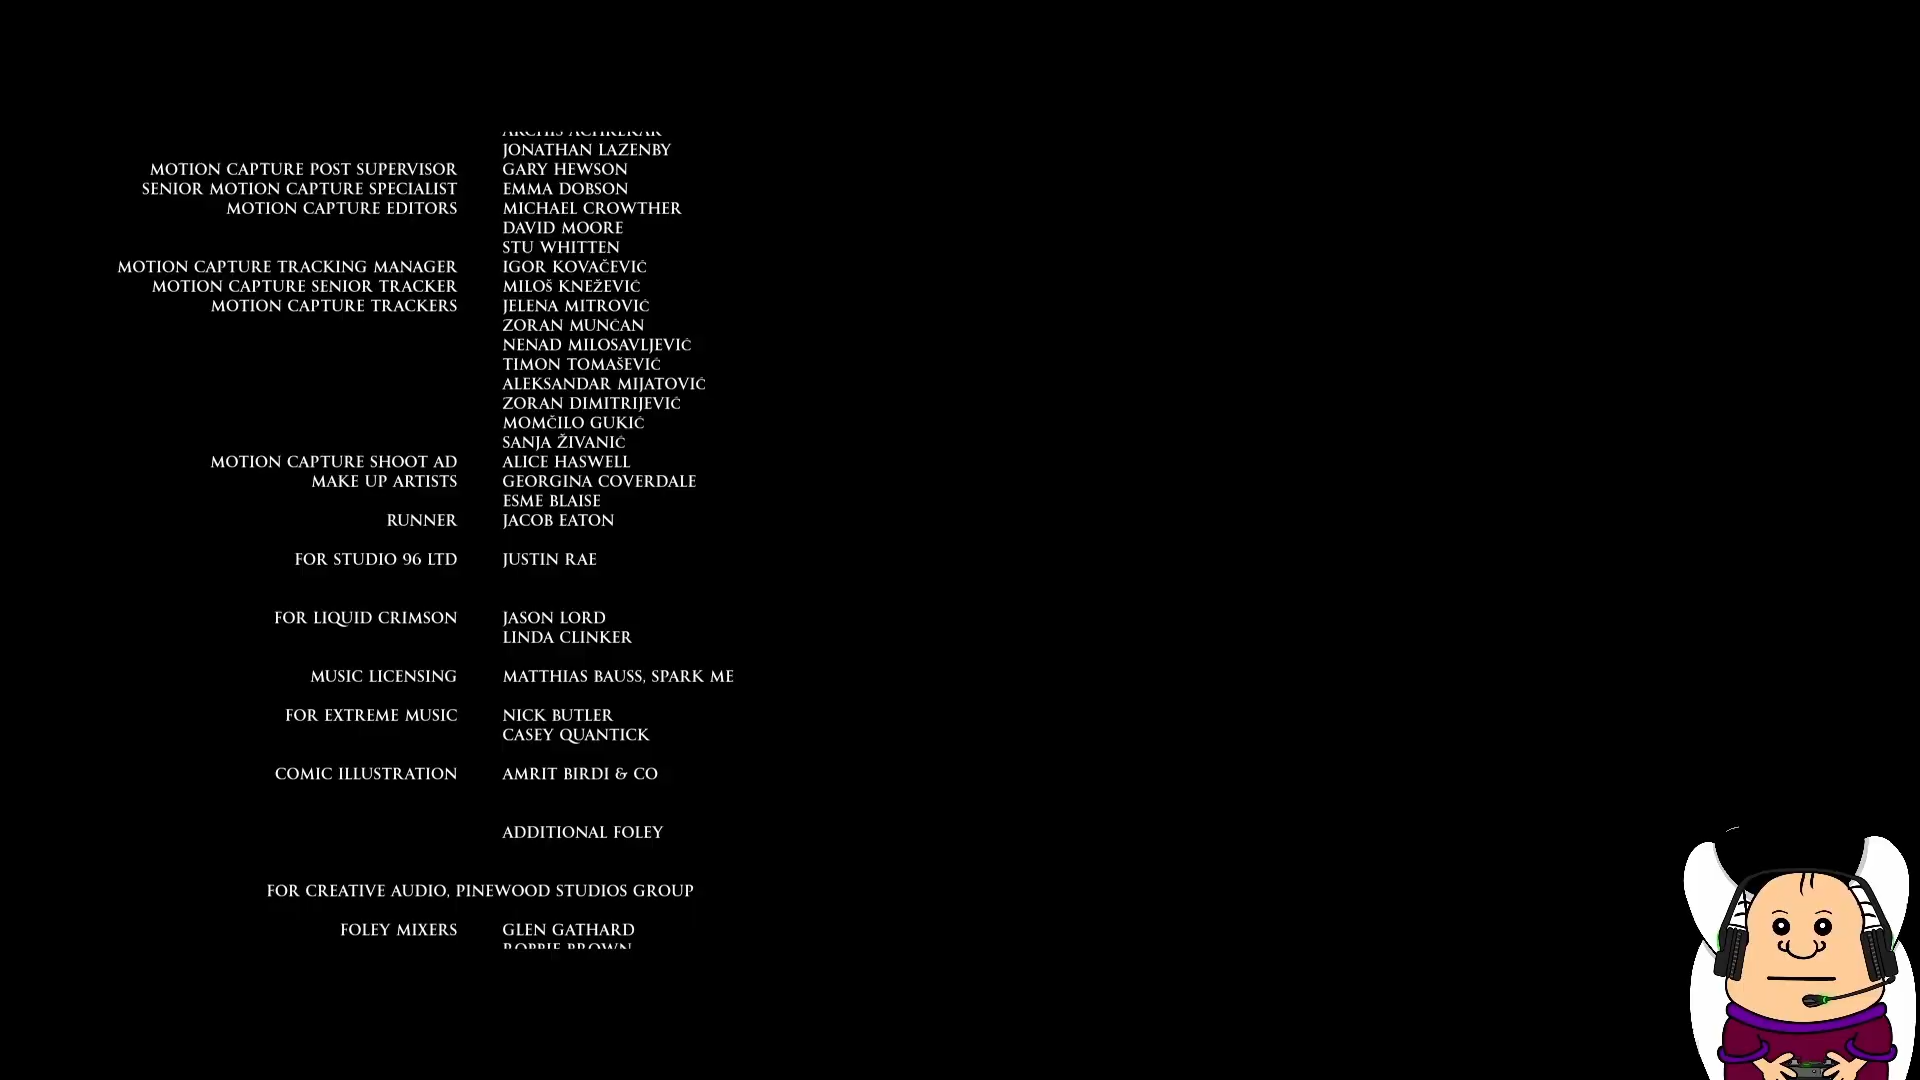 JONATHAN LAZENBY
MOTION CAPTURE POST SUPERVISOR GARY HEWSON
SENIOR MOTION CAPTURE SPECIALIST EMMA DOBSON
MOTION CAPTURE EDITORS MICHAEL CROWTHER
DAVID MOORE
STU WHITTEN
MOTION CAPTURE TRACKING MANAGER IGOR KOVAČEVIĆ
MOTION CAPTURE SENIOR TRACKER MILOŠ KNEŽEVIĆ
MOTION CAPTURE TRACKERS JELENA MITROVIĆ
ZORAN MUNĆAN
NENAD MILOSAVLJEVIĆ
TIMON TOMAŠEVIĆ
ALEKSANDAR MIJATOVIĆ
ZORAN DIMITRIJEVIĆ
MOMČILO GUKIĆ
SANJA ŽIVANIĆ
MOTION CAPTURE SHOOT AD ALICE HASWELL
MAKE UP ARTISTS GEORGINA COVERDALE
ESME BLAISE
RUNNER JACOB EATON
FOR STUDIO 96 LTD JUSTIN RAE
FOR LIQUID CRIMSON JASON LORD
LINDA CLINKER
MUSIC LICENSING MATTHIAS BAUSS, SPARK ME
FOR EXTREME MUSIC NICK BUTLER
CASEY QUANTICK
COMIC ILLUSTRATION AMRIT BIRDI & CO
ADDITIONAL FOLEY
FOR CREATIVE AUDIO, PINEWOOD STUDIOS GROUP
FOLEY MIXERS GLEN GATHARD